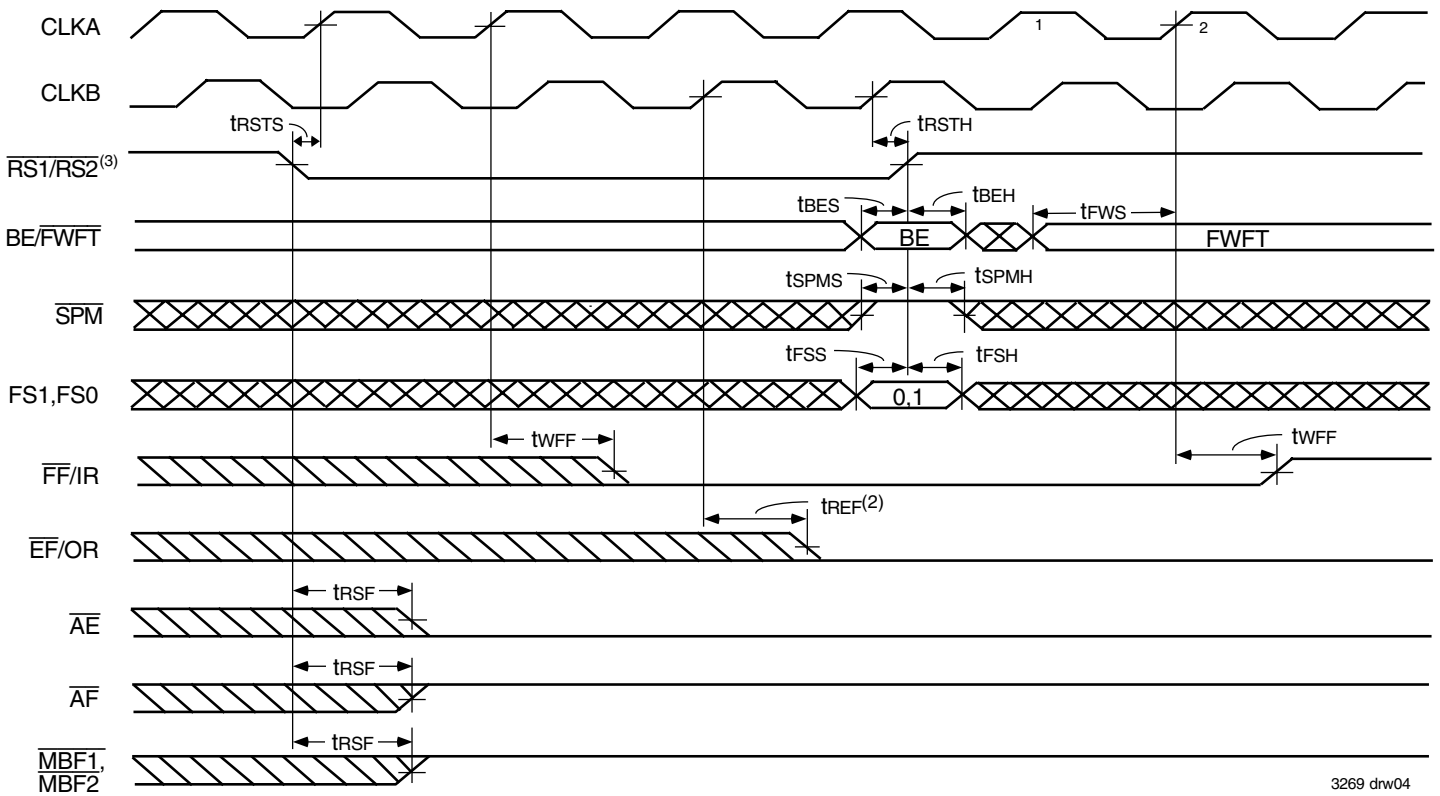 CLKA
1
2
CLKB
tRSTS
tRSTH
RS1/RS2(3)
tBES
tBEH
tFWS
BE/FWFT
BE
FWFT
tSPMS
tSPMH
SPM
tFSS
tFSH
FS1,FS0
0,1
tWFF
tWFF
FF/IR
tREF(2)
EF/OR
tRSF
AE
tRSF
AF
tRSF
MBF1,
MBF2
3269 drw04